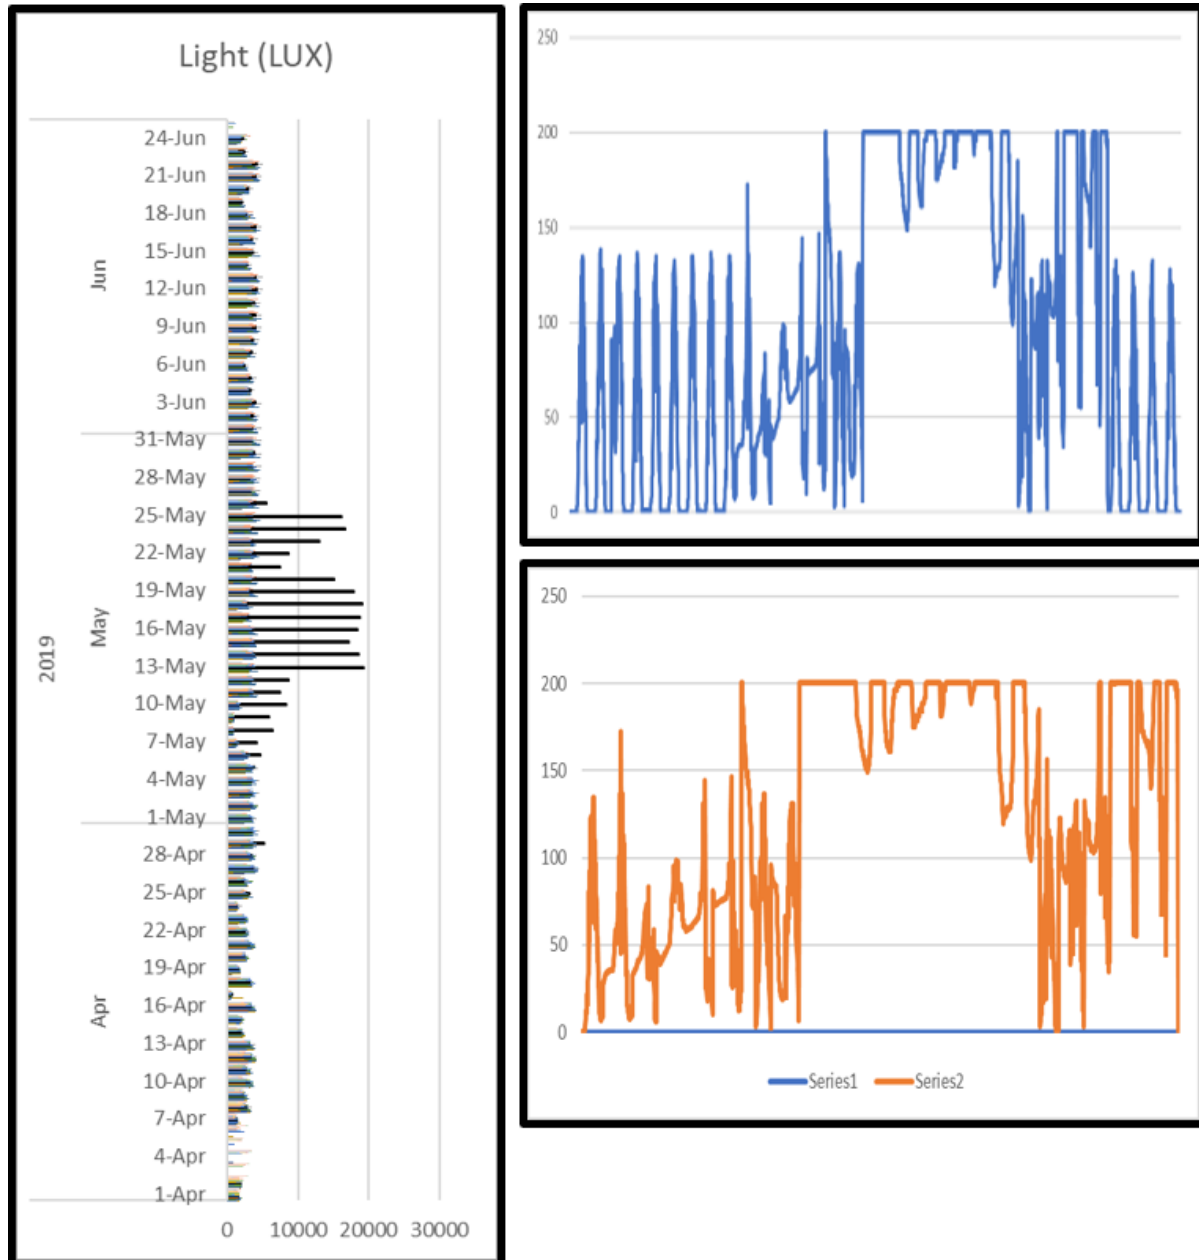 Light (LUX)
24-Jun
21-Jun
18-Jun
15-Jun
12-Jun
9-Jun
6-Jun
3-Jun
Jun
31-May
28-May
25-May
22-May
19-May
16-May
13-May
10-May
7-May
4-May
1-May
May
2019
28-Apr
25-Apr
22-Apr
19-Apr
16-Apr
13-Apr
10-Apr
7-Apr
4-Apr
1-Apr
Apr
0 10000 20000 30000
250
200
150
100
50
0
250
200
150
100
50
0
Series1 Series2